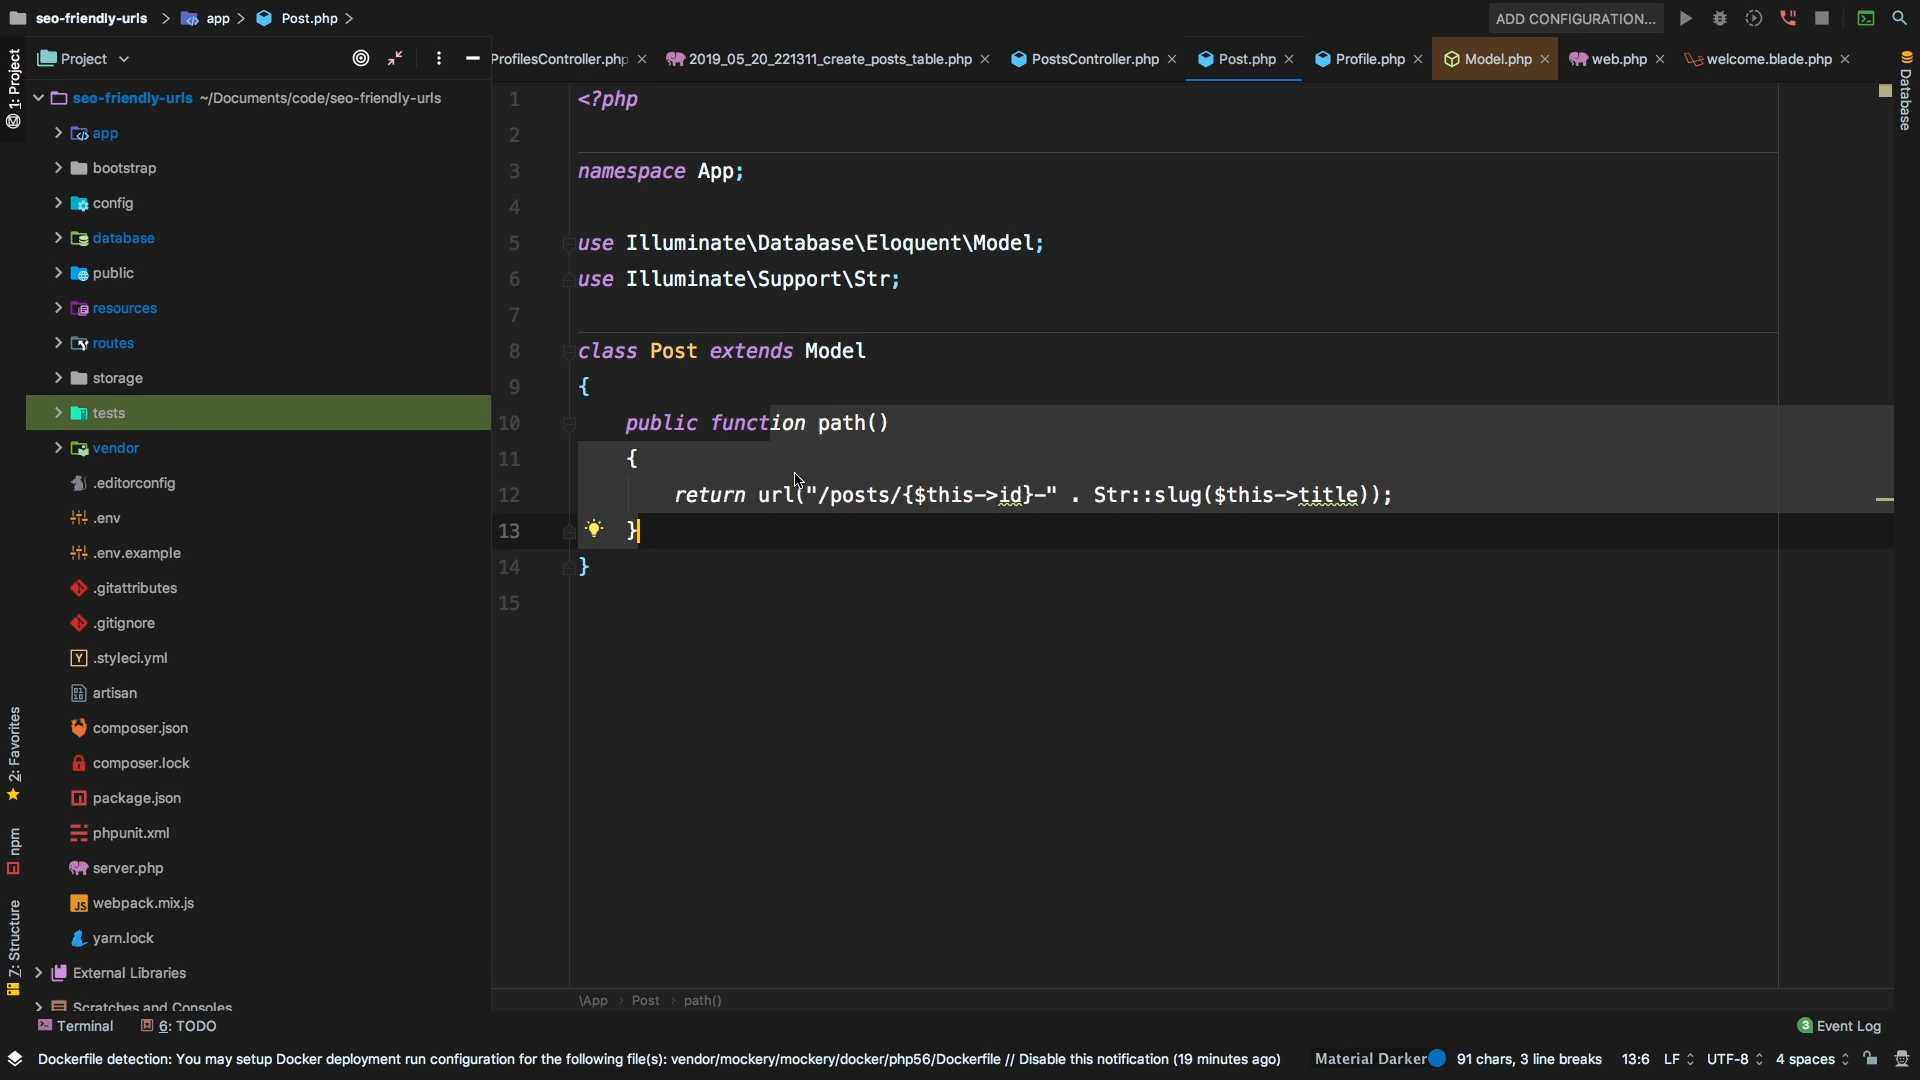 seo-friendly-urls
app
Post.php
ADD CONFIGURATION...
Project
ProfilesController.php
2019_05_20_221311_create_posts_table.php
PostsController.php
Post.php
Profile.php
Model.php
web.php
welcome.blade.php
1: Project
2: Favorites
npm
7: Structure
Database
seo-friendly-urls ~/Documents/code/seo-friendly-urls
app
bootstrap
config
database
public
resources
routes
storage
tests
vendor
.editorconfig
.env
.env.example
.gitattributes
.gitignore
.styleci.yml
artisan
composer.json
composer.lock
package.json
phpunit.xml
server.php
webpack.mix.js
yarn.lock
External Libraries
Scratches and Consoles
1 <?php
2
3 namespace App;
4
5 use Illuminate\Database\Eloquent\Model;
6 use Illuminate\Support\Str;
7
8 class Post extends Model
9 {
10 public function path()
11 {
12 return url("/posts/{$this->id}-" . Str::slug($this->title));
13 }
14 }
15
\App › Post › path()
Terminal
6: TODO
3 Event Log
Dockerfile detection: You may setup Docker deployment run configuration for the following file(s): vendor/mockery/mockery/docker/php56/Dockerfile // Disable this notification (19 minutes ago)
Material Darker
91 chars, 3 line breaks
13:6
LF
UTF-8
4 spaces